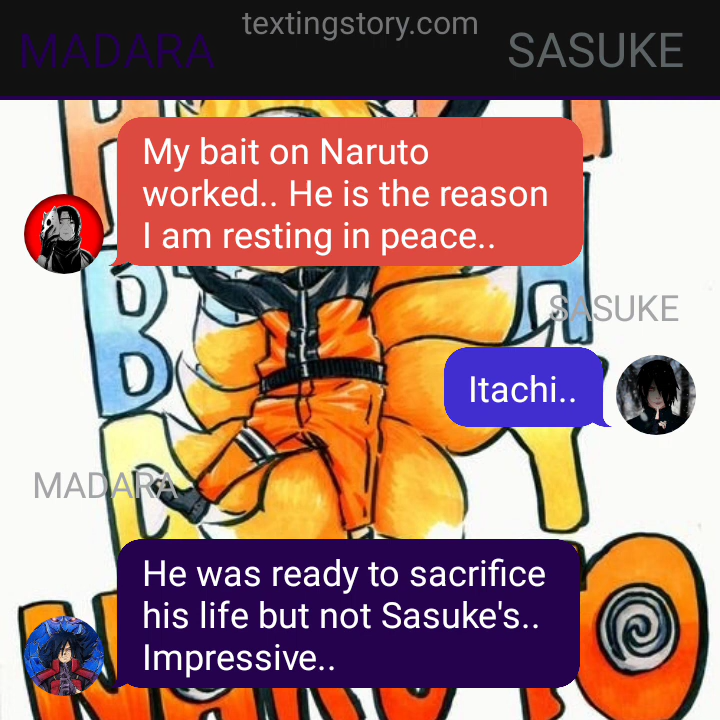 textingstory.com
MADARA
SASUKE
My bait on Naruto
worked.. He is the reason
I am resting in peace..
SASUKE
Itachi..
MADARA
He was ready to sacrifice
his life but not Sasuke's..
Impressive..